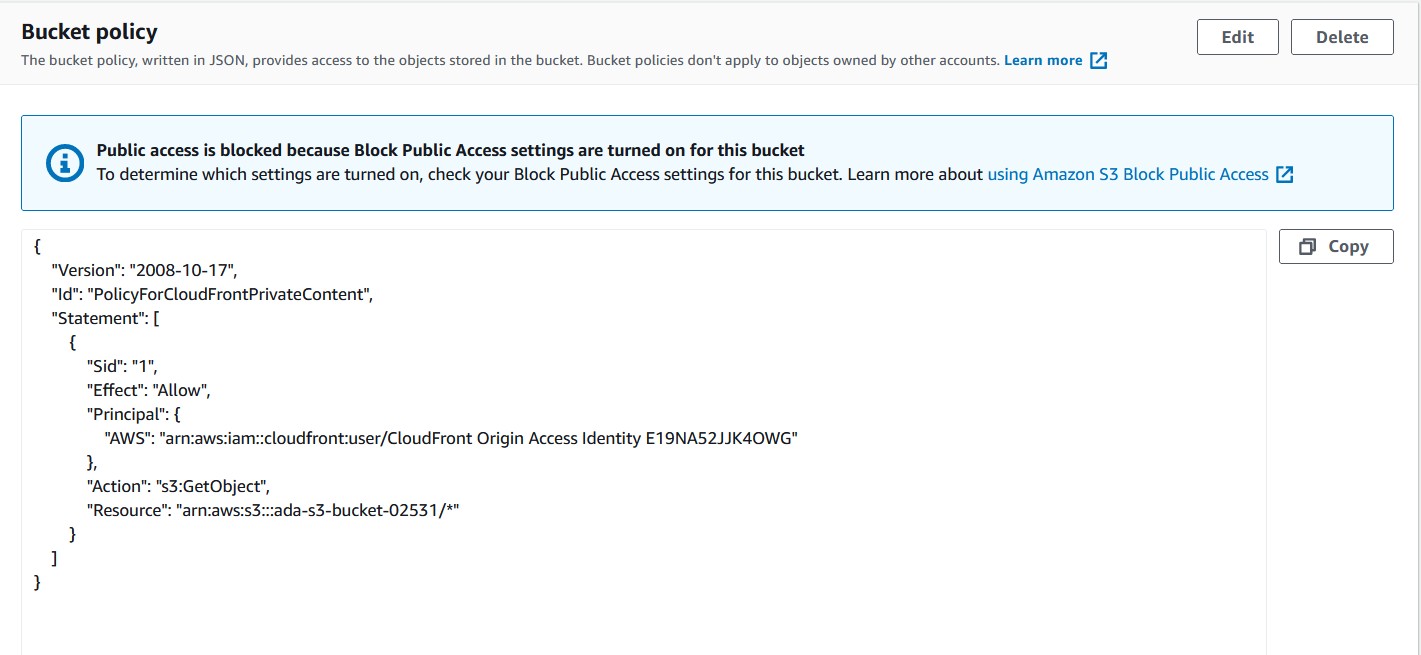 Bucket policy
Edit
Delete
The bucket policy, written in JSON, provides access to the objects stored in the bucket. Bucket policies don't apply to objects owned by other accounts. Learn more
Public access is blocked because Block Public Access settings are turned on for this bucket
To determine which settings are turned on, check your Block Public Access settings for this bucket. Learn more about using Amazon S3 Block Public Access
Copy
{
"Version": "2008-10-17",
"Id": "PolicyForCloudFrontPrivateContent",
"Statement": [
{
"Sid": "1",
"Effect": "Allow",
"Principal": {
"AWS": "arn:aws:iam::cloudfront:user/CloudFront Origin Access Identity E19NA52JJK4OWG"
},
"Action": "s3:GetObject",
"Resource": "arn:aws:s3:::ada-s3-bucket-02531/*"
}
]
}